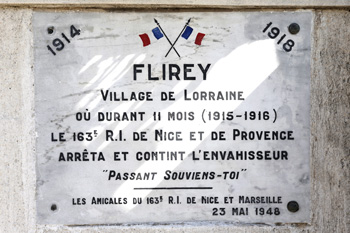 1914 1918
FLIREY
VILLAGE DE LORRAINE
OÙ DURANT 11 MOIS (1915-1916)
LE 163E R.I. DE NICE ET DE PROVENCE
ARRÊTA ET CONTINT L'ENVAHISSEUR
"PASSANT SOUVIENS-TOI"
LES AMICALES DU 163E R.I. DE NICE ET MARSEILLE
23 MAI 1948